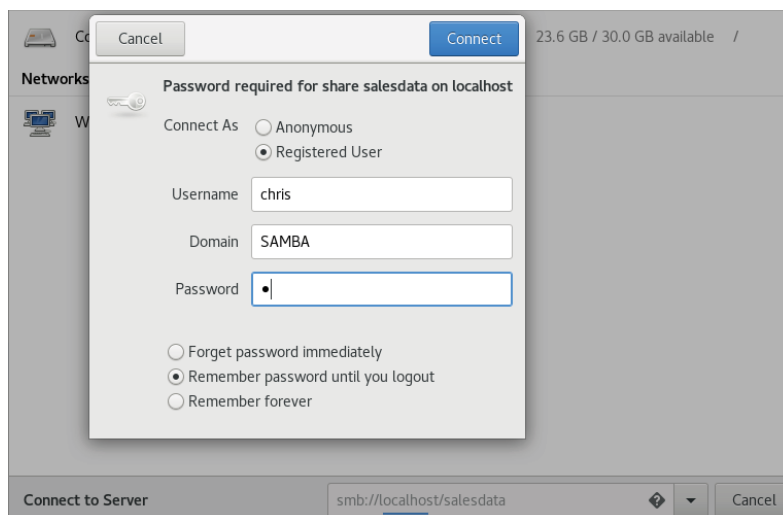 Co
23.6 GB / 30.0 GB available /
Networks
W
Cancel
Connect
Password required for share salesdata on localhost
Connect As
Anonymous
Registered User
Username chris
Domain SAMBA
Password •
Forget password immediately
Remember password until you logout
Remember forever
Connect to Server smb://localhost/salesdata Cancel